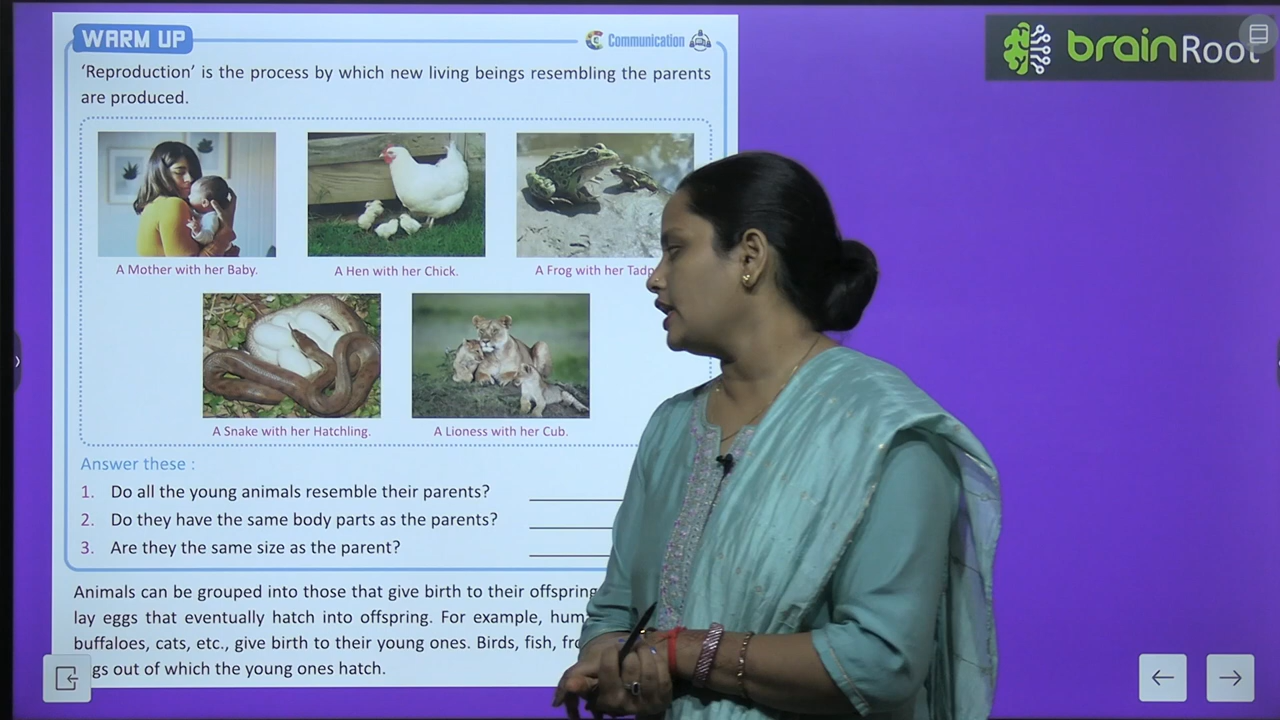 WARM UP
Communication
‘Reproduction’ is the process by which new living beings resembling the parents
are produced.
A Mother with her Baby.
A Hen with her Chick.
A Frog with her Tadp
A Snake with her Hatchling.
A Lioness with her Cub.
Answer these :
1. Do all the young animals resemble their parents?
2. Do they have the same body parts as the parents?
3. Are they the same size as the parent?
Animals can be grouped into those that give birth to their offspring
lay eggs that eventually hatch into offspring. For example, hum
buffaloes, cats, etc., give birth to their young ones. Birds, fish, fro
gs out of which the young ones hatch.
brainRoot